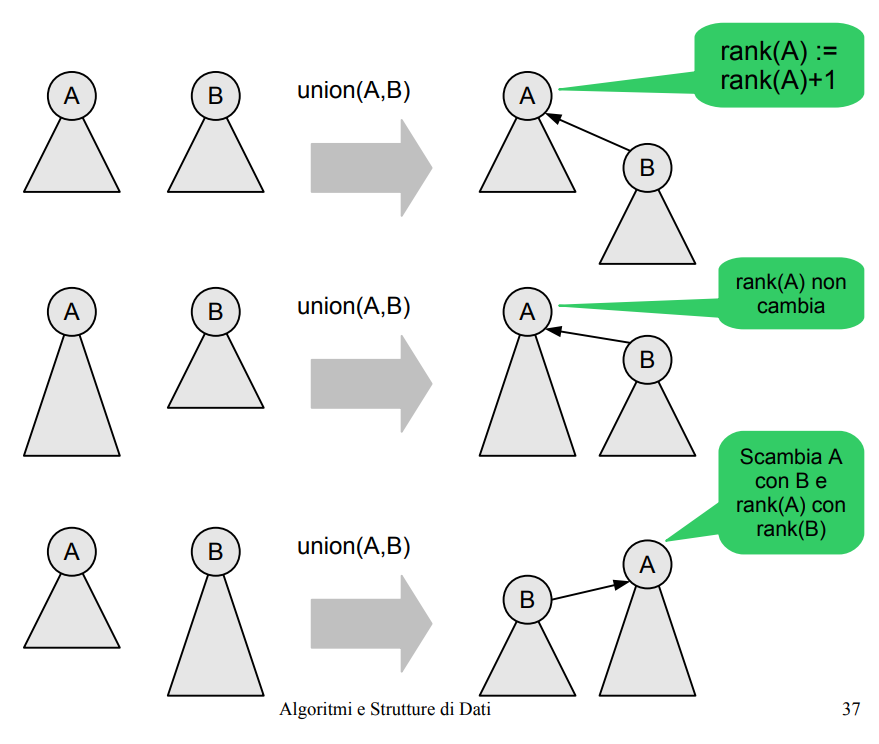 A
B
union(A,B)
A
B
rank(A) :=
rank(A)+1
A
B
union(A,B)
A
B
rank(A) non
cambia
A
B
union(A,B)
B
A
Scambia A
con B e
rank(A) con
rank(B)
Algoritmi e Strutture di Dati
37